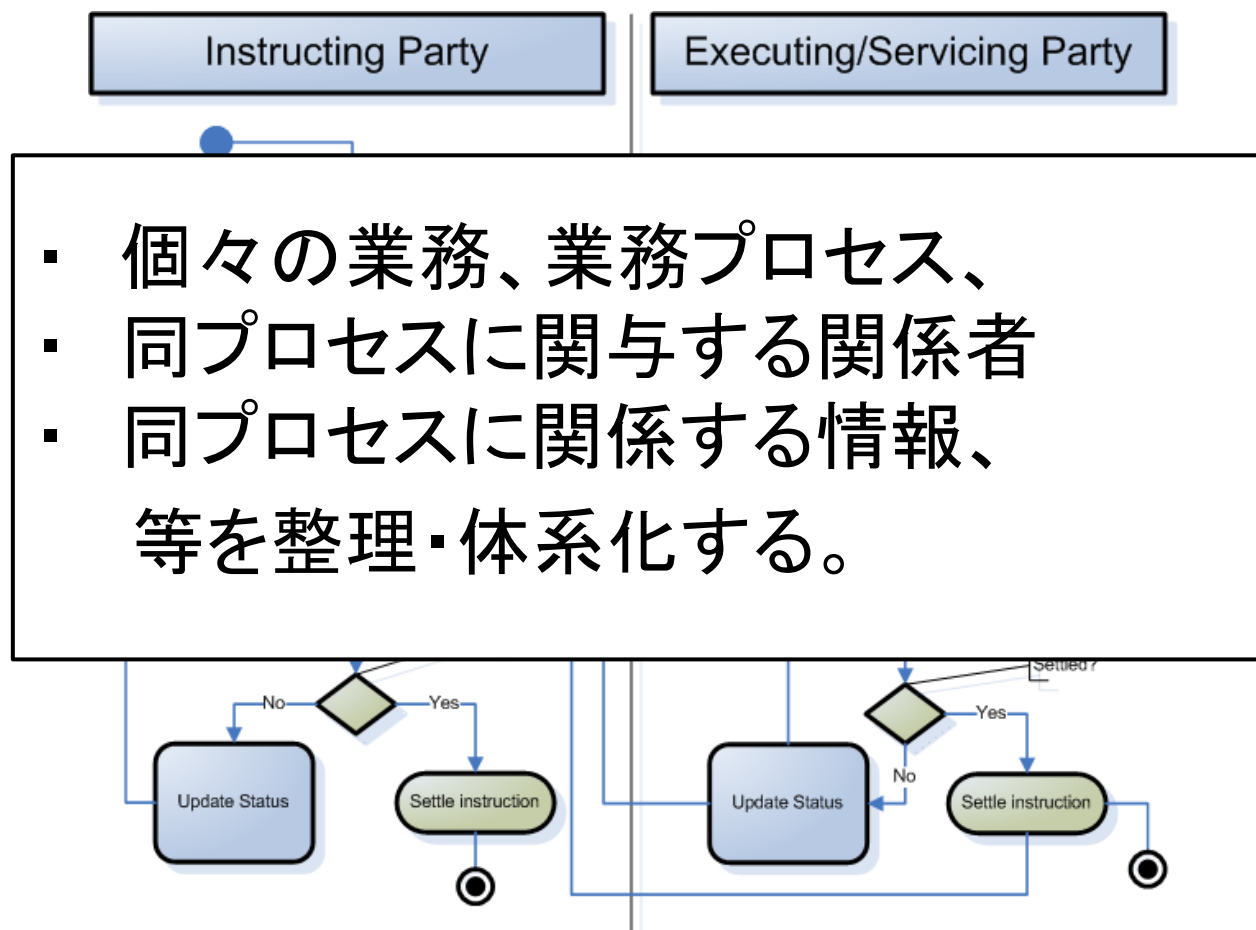 Instructing Party
Executing/Servicing Party
▪ 個々の業務、業務プロセス、
▪ 同プロセスに関与する関係者
▪ 同プロセスに関係する情報、
等を整理▪体系化する。
Settled?
No
Yes
Yes
No
Update Status
Settle instruction
Update Status
Settle instruction